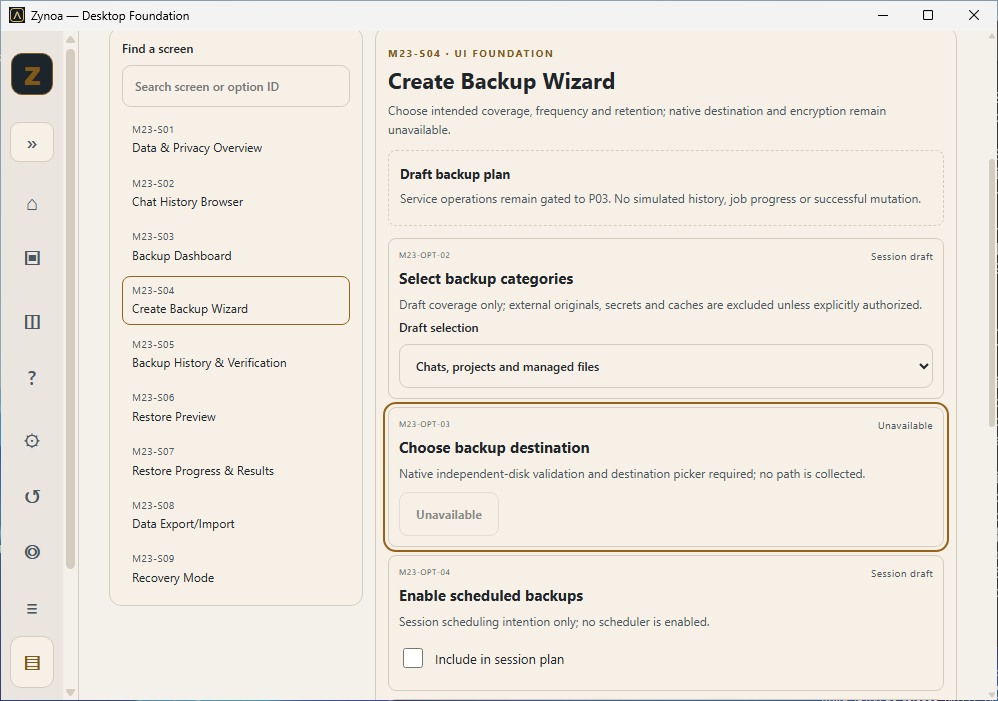 Zynoa — Desktop Foundation
Z
»
?
Find a screen
Search screen or option ID
M23-S01
Data & Privacy Overview
M23-S02
Chat History Browser
M23-S03
Backup Dashboard
M23-S04
Create Backup Wizard
M23-S05
Backup History & Verification
M23-S06
Restore Preview
M23-S07
Restore Progress & Results
M23-S08
Data Export/Import
M23-S09
Recovery Mode
M23-S04 · UI FOUNDATION
Create Backup Wizard
Choose intended coverage, frequency and retention; native destination and encryption remain
unavailable.
Draft backup plan
Service operations remain gated to P03. No simulated history, job progress or successful mutation.
M23-OPT-02
Session draft
Select backup categories
Draft coverage only; external originals, secrets and caches are excluded unless explicitly authorized.
Draft selection
Chats, projects and managed files
M23-OPT-03
Unavailable
Choose backup destination
Native independent-disk validation and destination picker required; no path is collected.
Unavailable
M23-OPT-04
Session draft
Enable scheduled backups
Session scheduling intention only; no scheduler is enabled.
Include in session plan